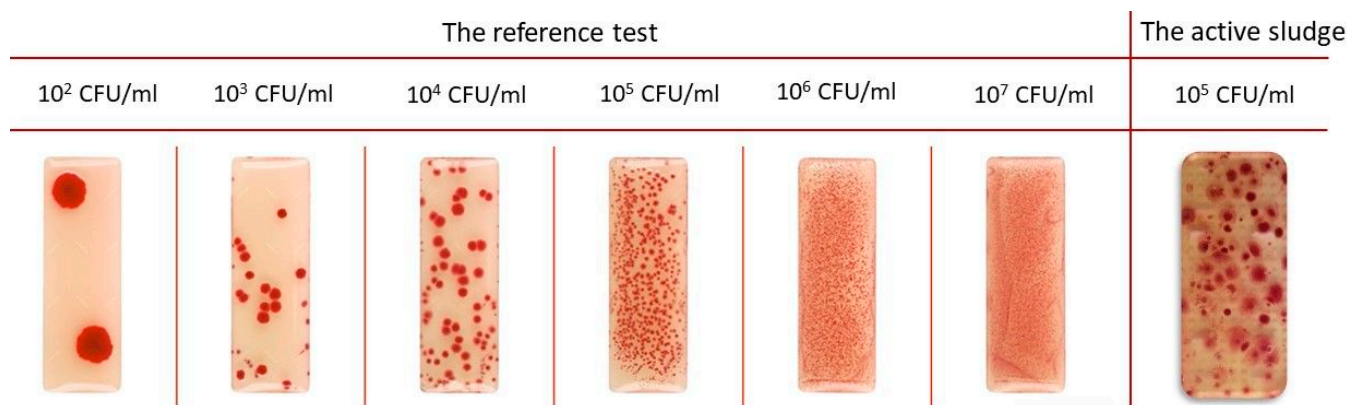 The reference test
The active sludge
10² CFU/ml
10³ CFU/ml
10⁴ CFU/ml
10⁵ CFU/ml
10⁶ CFU/ml
10⁷ CFU/ml
10⁵ CFU/ml